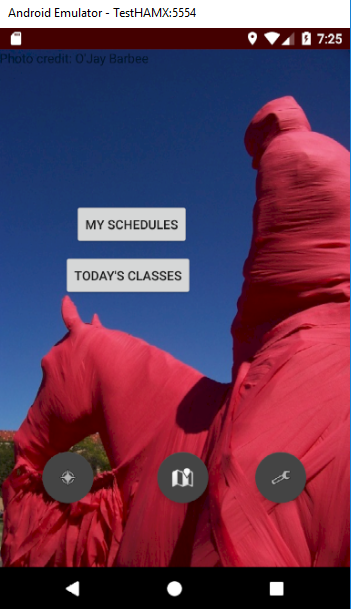 Android Emulator - TestHAMX:5554
7:25
Photo credit: O'Jay Barbee
MY SCHEDULES
TODAY'S CLASSES